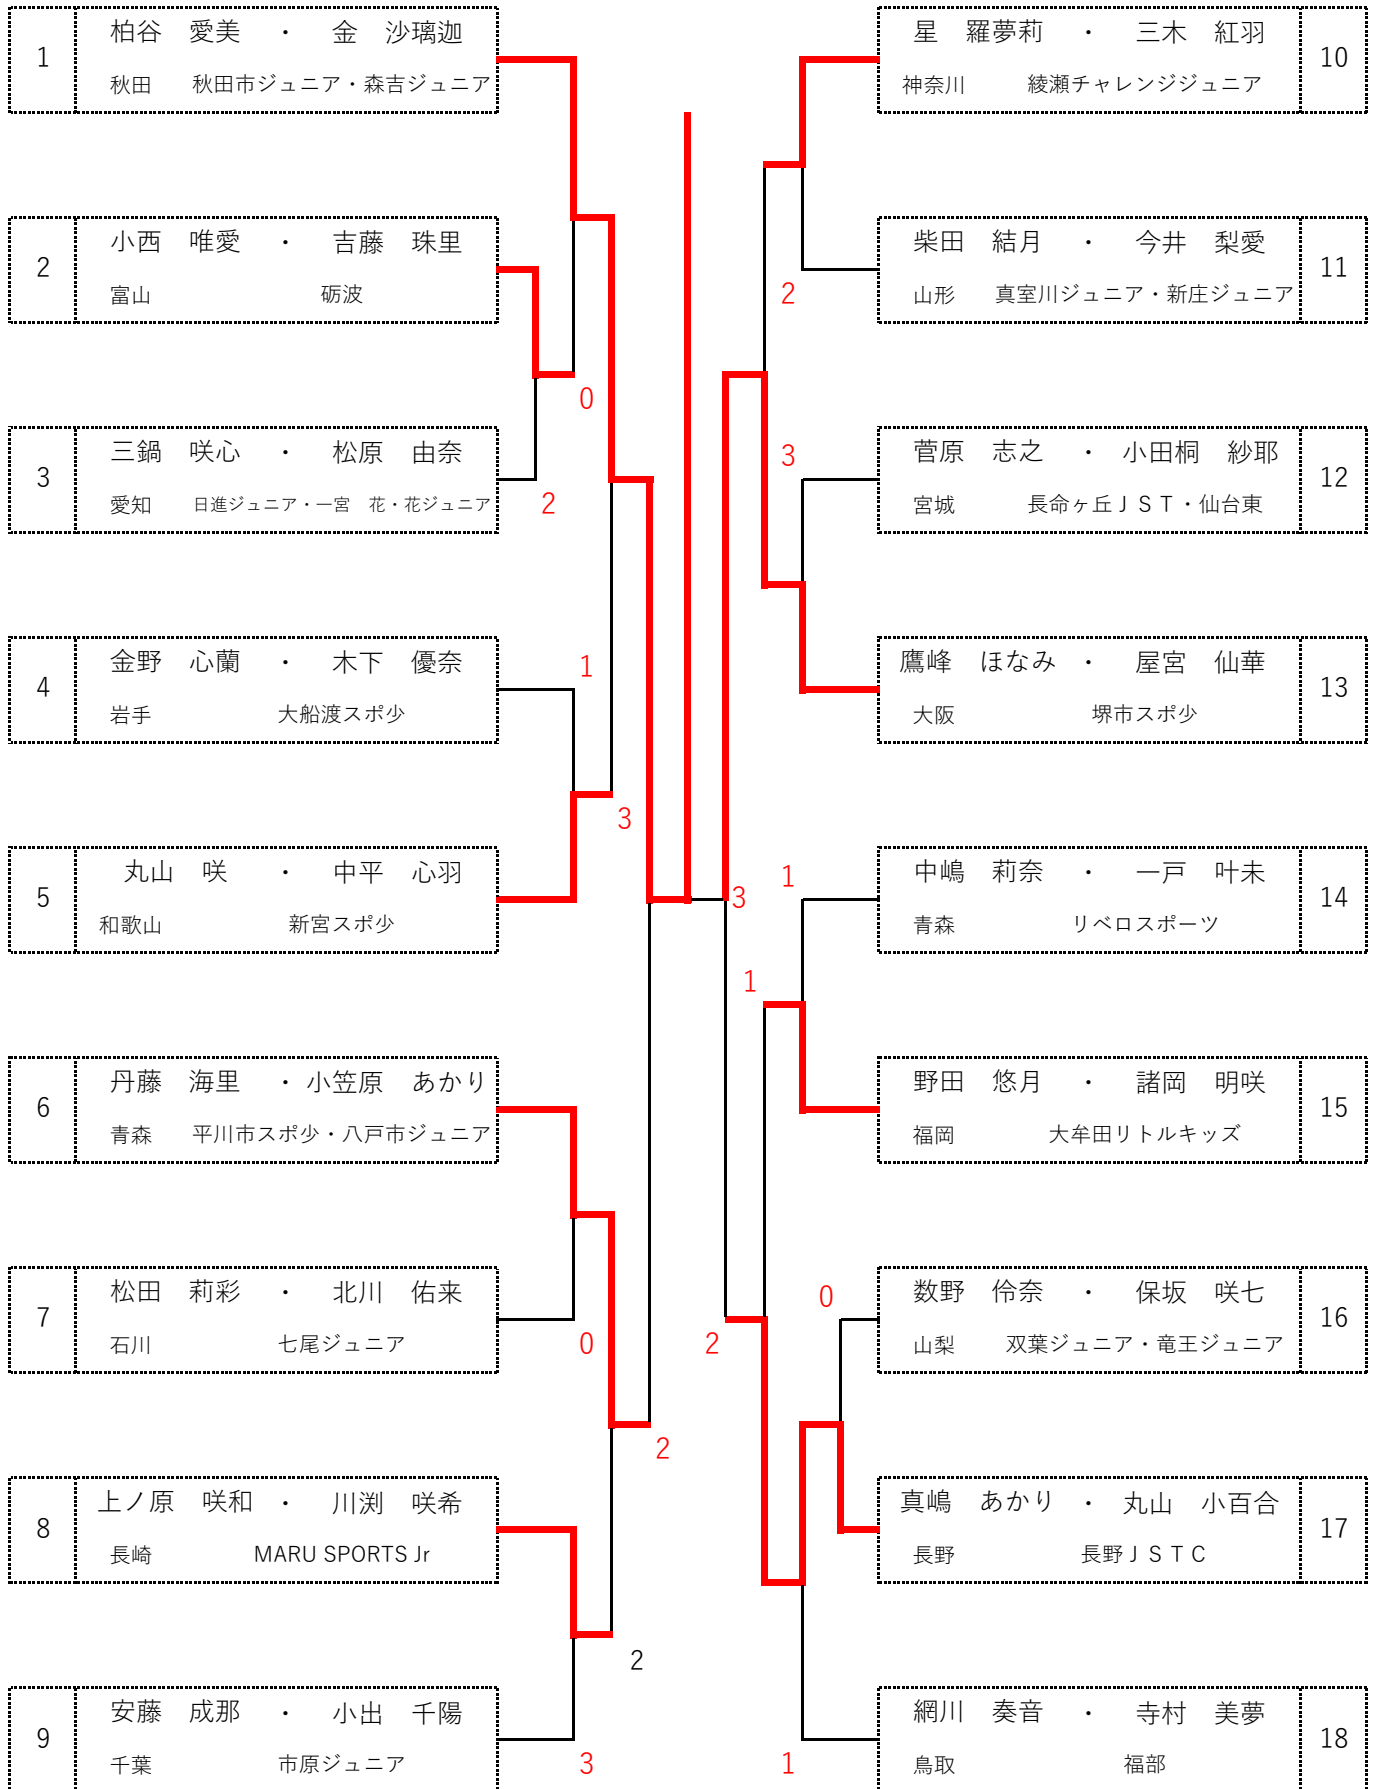 1
柏谷　愛美　・　金　沙璃迦
秋田　秋田市ジュニア・森吉ジュニア
2
小西　唯愛　・　吉藤　珠里
富山　砺波
0
3
三鍋　咲心　・　松原　由奈
愛知　日進ジュニア・一宮　花・花ジュニア
2
4
金野　心蘭　・　木下　優奈
岩手　大船渡スポ少
1
3
5
丸山　咲　・　中平　心羽
和歌山　新宮スポ少
6
丹藤　海里　・小笠原　あかり
青森　平川市スポ少・八戸市ジュニア
7
松田　莉彩　・　北川　佑来
石川　七尾ジュニア
0
2
8
上ノ原　咲和　・　川渕　咲希
長崎　MARU SPORTS Jr
2
9
安藤　成那　・　小出　千陽
千葉　市原ジュニア
3
星　羅夢莉　・　三木　紅羽
神奈川　綾瀬チャレンジジュニア
10
柴田　結月　・　今井　梨愛
山形　真室川ジュニア・新庄ジュニア
11
2
3
菅原　志之　・　小田桐　紗耶
宮城　長命ヶ丘ＪＳＴ・仙台東
12
鷹峰　ほなみ　・　屋宮　仙華
大阪　堺市スポ少
13
1
3
中嶋　莉奈　・　一戸　叶未
青森　リベロスポーツ
14
1
野田　悠月　・　諸岡　明咲
福岡　大牟田リトルキッズ
15
0
2
数野　伶奈　・　保坂　咲七
山梨　双葉ジュニア・竜王ジュニア
16
真嶋　あかり　・　丸山　小百合
長野　長野ＪＳＴＣ
17
網川　奏音　・　寺村　美夢
鳥取　福部
18
1